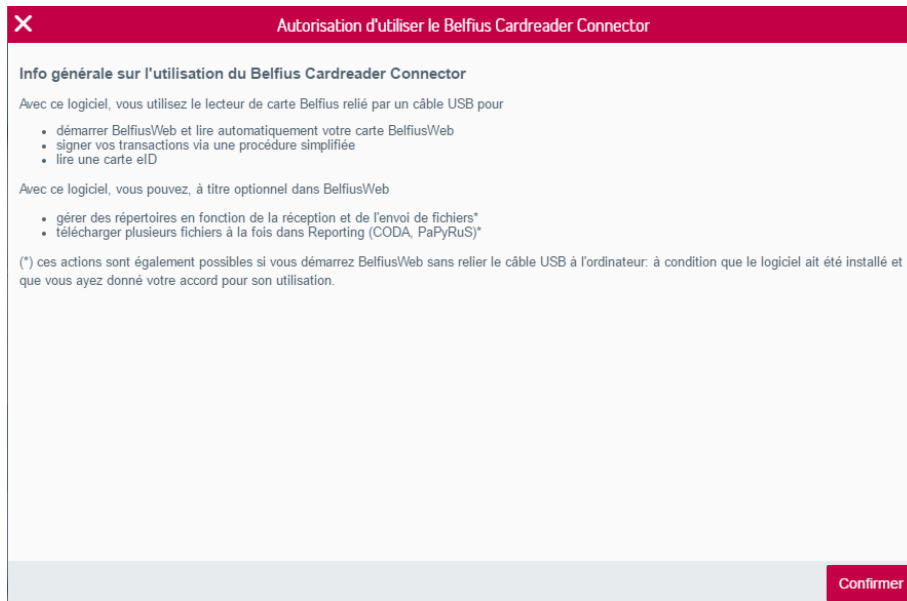 Autorisation d'utiliser le Belfius Cardreader Connector
Info générale sur l'utilisation du Belfius Cardreader Connector
Avec ce logiciel, vous utilisez le lecteur de carte Belfius relié par un câble USB pour
• démarrer BelfiusWeb et lire automatiquement votre carte BelfiusWeb
• signer vos transactions via une procédure simplifiée
• lire une carte eID
Avec ce logiciel, vous pouvez, à titre optionnel dans BelfiusWeb
• gérer des répertoires en fonction de la réception et de l'envoi de fichiers*
• télécharger plusieurs fichiers à la fois dans Reporting (CODA, PaPyRuS)*
(*) ces actions sont également possibles si vous démarrez BelfiusWeb sans relier le câble USB à l'ordinateur: à condition que le logiciel ait été installé et
que vous ayez donné votre accord pour son utilisation.
Confirmer